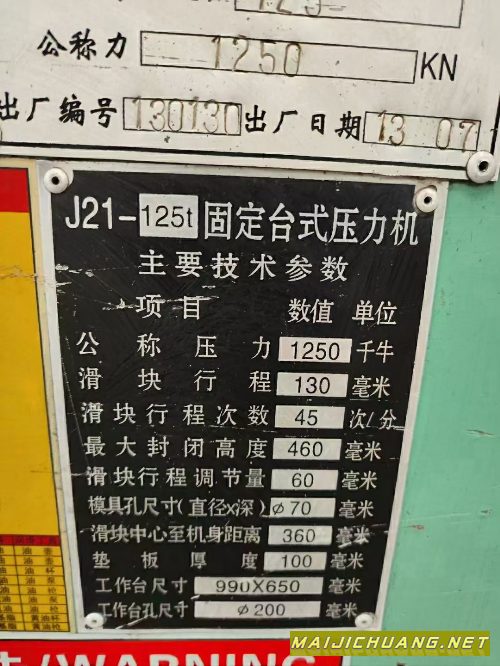 公称力 1250 KN
出厂编号 130130 出厂日期 13 07
J21-125t 固定台式压力机
主要技术参数
项目 数值 单位
公称压力 1250 千牛
滑块行程 130 毫米
滑块行程次数 45 次/分
最大封闭高度 460 毫米
滑块行程调节量 60 毫米
模具孔尺寸(直径x深) ø70 毫米
滑块中心至机身距离 360 毫米
垫板厚度 100 毫米
工作台尺寸 990X650 毫米
工作台孔尺寸 ø200 毫米
MAIJICHUANG.NET
/WARNING